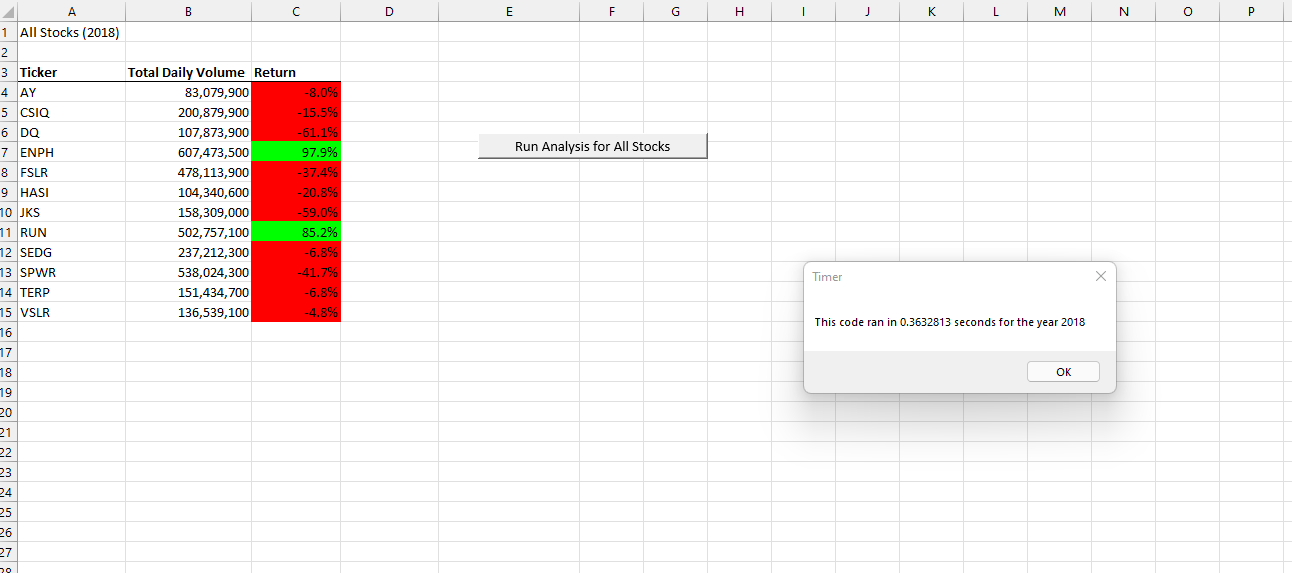 A B C D E F G H I J K L M N O P
1 All Stocks (2018)
2
3 Ticker Total Daily Volume Return
4 AY 83,079,900 -8.0%
5 CSIQ 200,879,900 -15.5%
6 DQ 107,873,900 -61.1%
Run Analysis for All Stocks
7 ENPH 607,473,500 97.9%
8 FSLR 478,113,900 -37.4%
9 HASI 104,340,600 -20.8%
10 JKS 158,309,000 -59.0%
11 RUN 502,757,100 85.2%
12 SEDG 237,212,300 -6.8%
13 SPWR 538,024,300 -41.7%
14 TERP 151,434,700 -6.8%
15 VSLR 136,539,100 -4.8%
16
17
18
19
20
21
22
23
24
25
26
27
28
Timer
This code ran in 0.3632813 seconds for the year 2018
OK